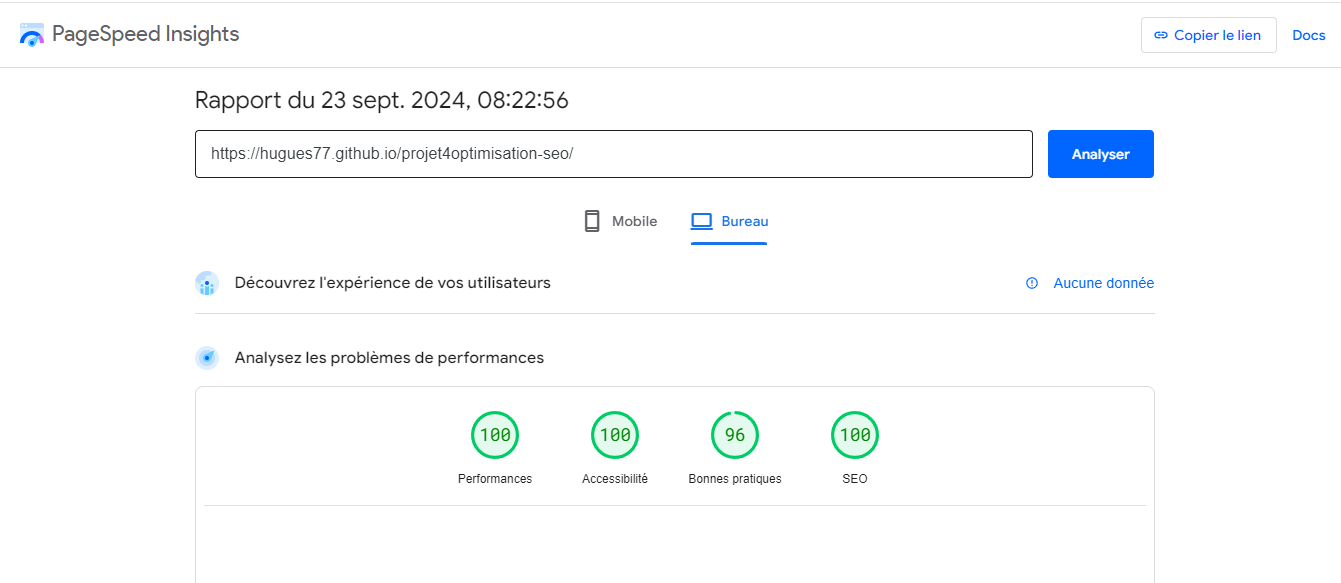 PageSpeed Insights
Copier le lien
Docs
Rapport du 23 sept. 2024, 08:22:56
https://hugues77.github.io/projet4optimisation-seo/
Analyser
Mobile
Bureau
Découvrez l'expérience de vos utilisateurs
Aucune donnée
Analysez les problèmes de performances
100
100
96
100
Performances
Accessibilité
Bonnes pratiques
SEO